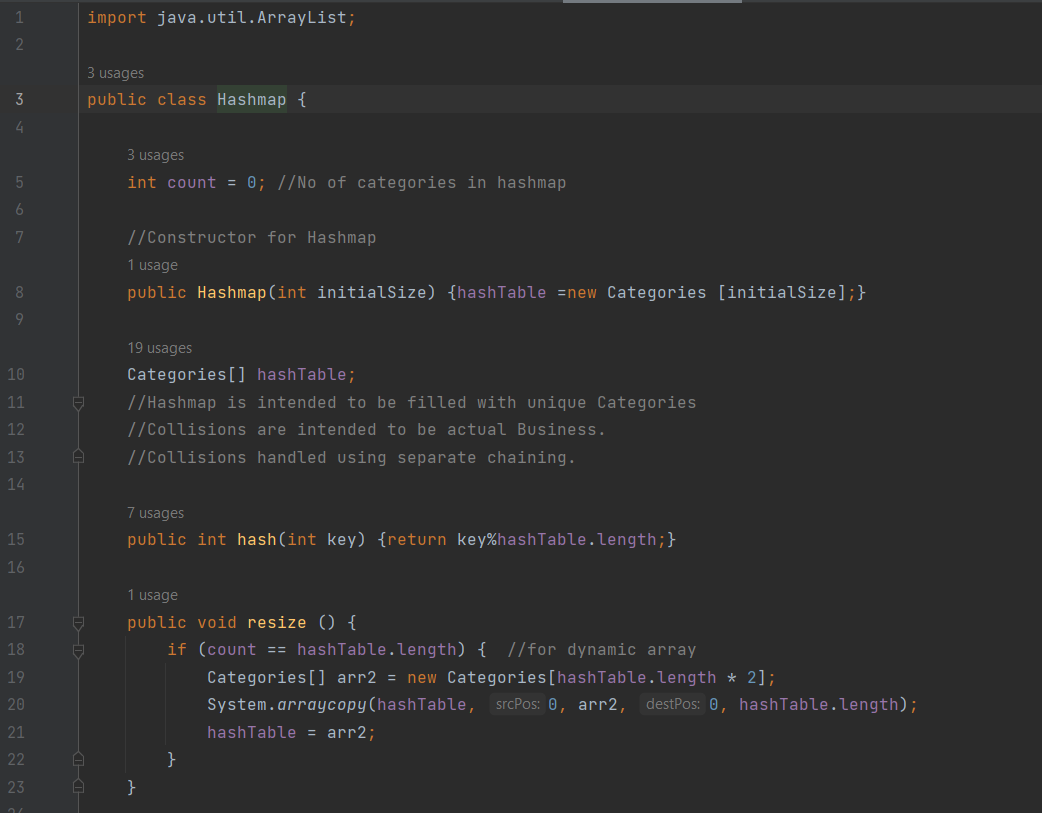 1 import java.util.ArrayList;
2
3 usages
3 public class Hashmap {
4
3 usages
5 int count = 0; //No of categories in hashmap
6
7 //Constructor for Hashmap
1 usage
8 public Hashmap(int initialSize) {hashTable =new Categories [initialSize];}
9
19 usages
10 Categories[] hashTable;
11 //Hashmap is intended to be filled with unique Categories
12 //Collisions are intended to be actual Business.
13 //Collisions handled using separate chaining.
14
7 usages
15 public int hash(int key) {return key%hashTable.length;}
16
1 usage
17 public void resize () {
18 if (count == hashTable.length) { //for dynamic array
19 Categories[] arr2 = new Categories[hashTable.length * 2];
20 System.arraycopy(hashTable, srcPos: 0, arr2, destPos: 0, hashTable.length);
21 hashTable = arr2;
22 }
23 }